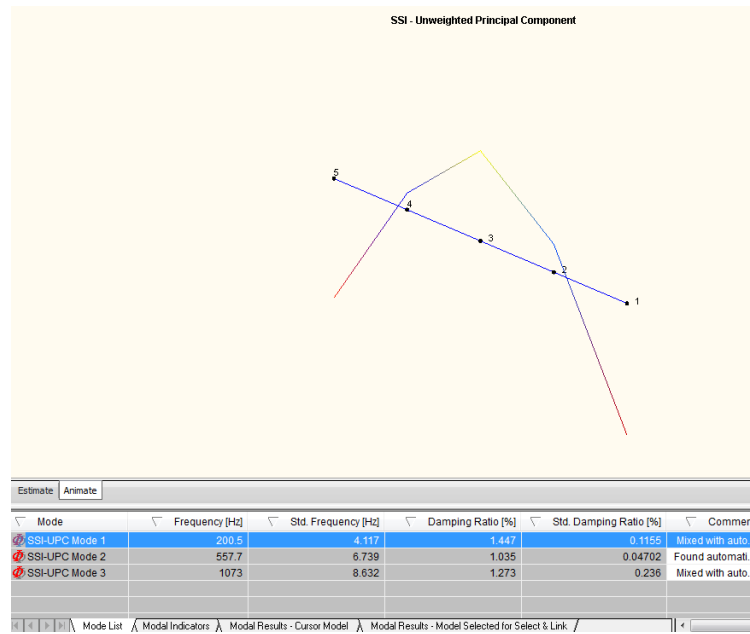 SSI - Unweighted Principal Component
5
4
3
2
1
Estimate Animate
Mode Frequency [Hz] Std. Frequency [Hz] Damping Ratio [%] Std. Damping Ratio [%] Commen
SSI-UPC Mode 1 200.5 4.117 1.447 0.1155 Mixed with auto.
SSI-UPC Mode 2 557.7 6.739 1.035 0.04702 Found automati.
SSI-UPC Mode 3 1073 8.632 1.273 0.236 Mixed with auto.
Mode List Modal Indicators Modal Results - Cursor Model Modal Results - Model Selected for Select & Link